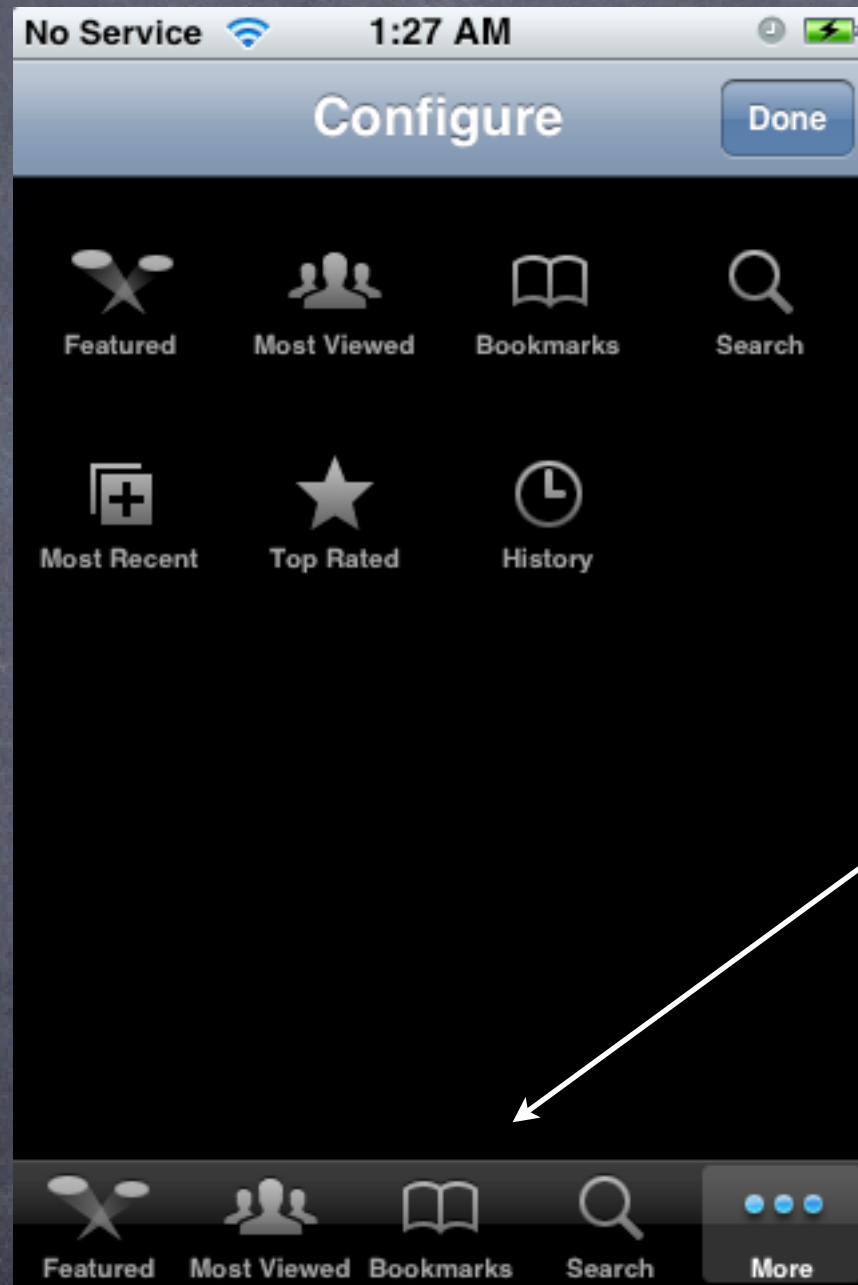 No Service 1:27 AM
Configure Done
Featured Most Viewed Bookmarks Search
Most Recent Top Rated History
Featured Most Viewed Bookmarks Search More